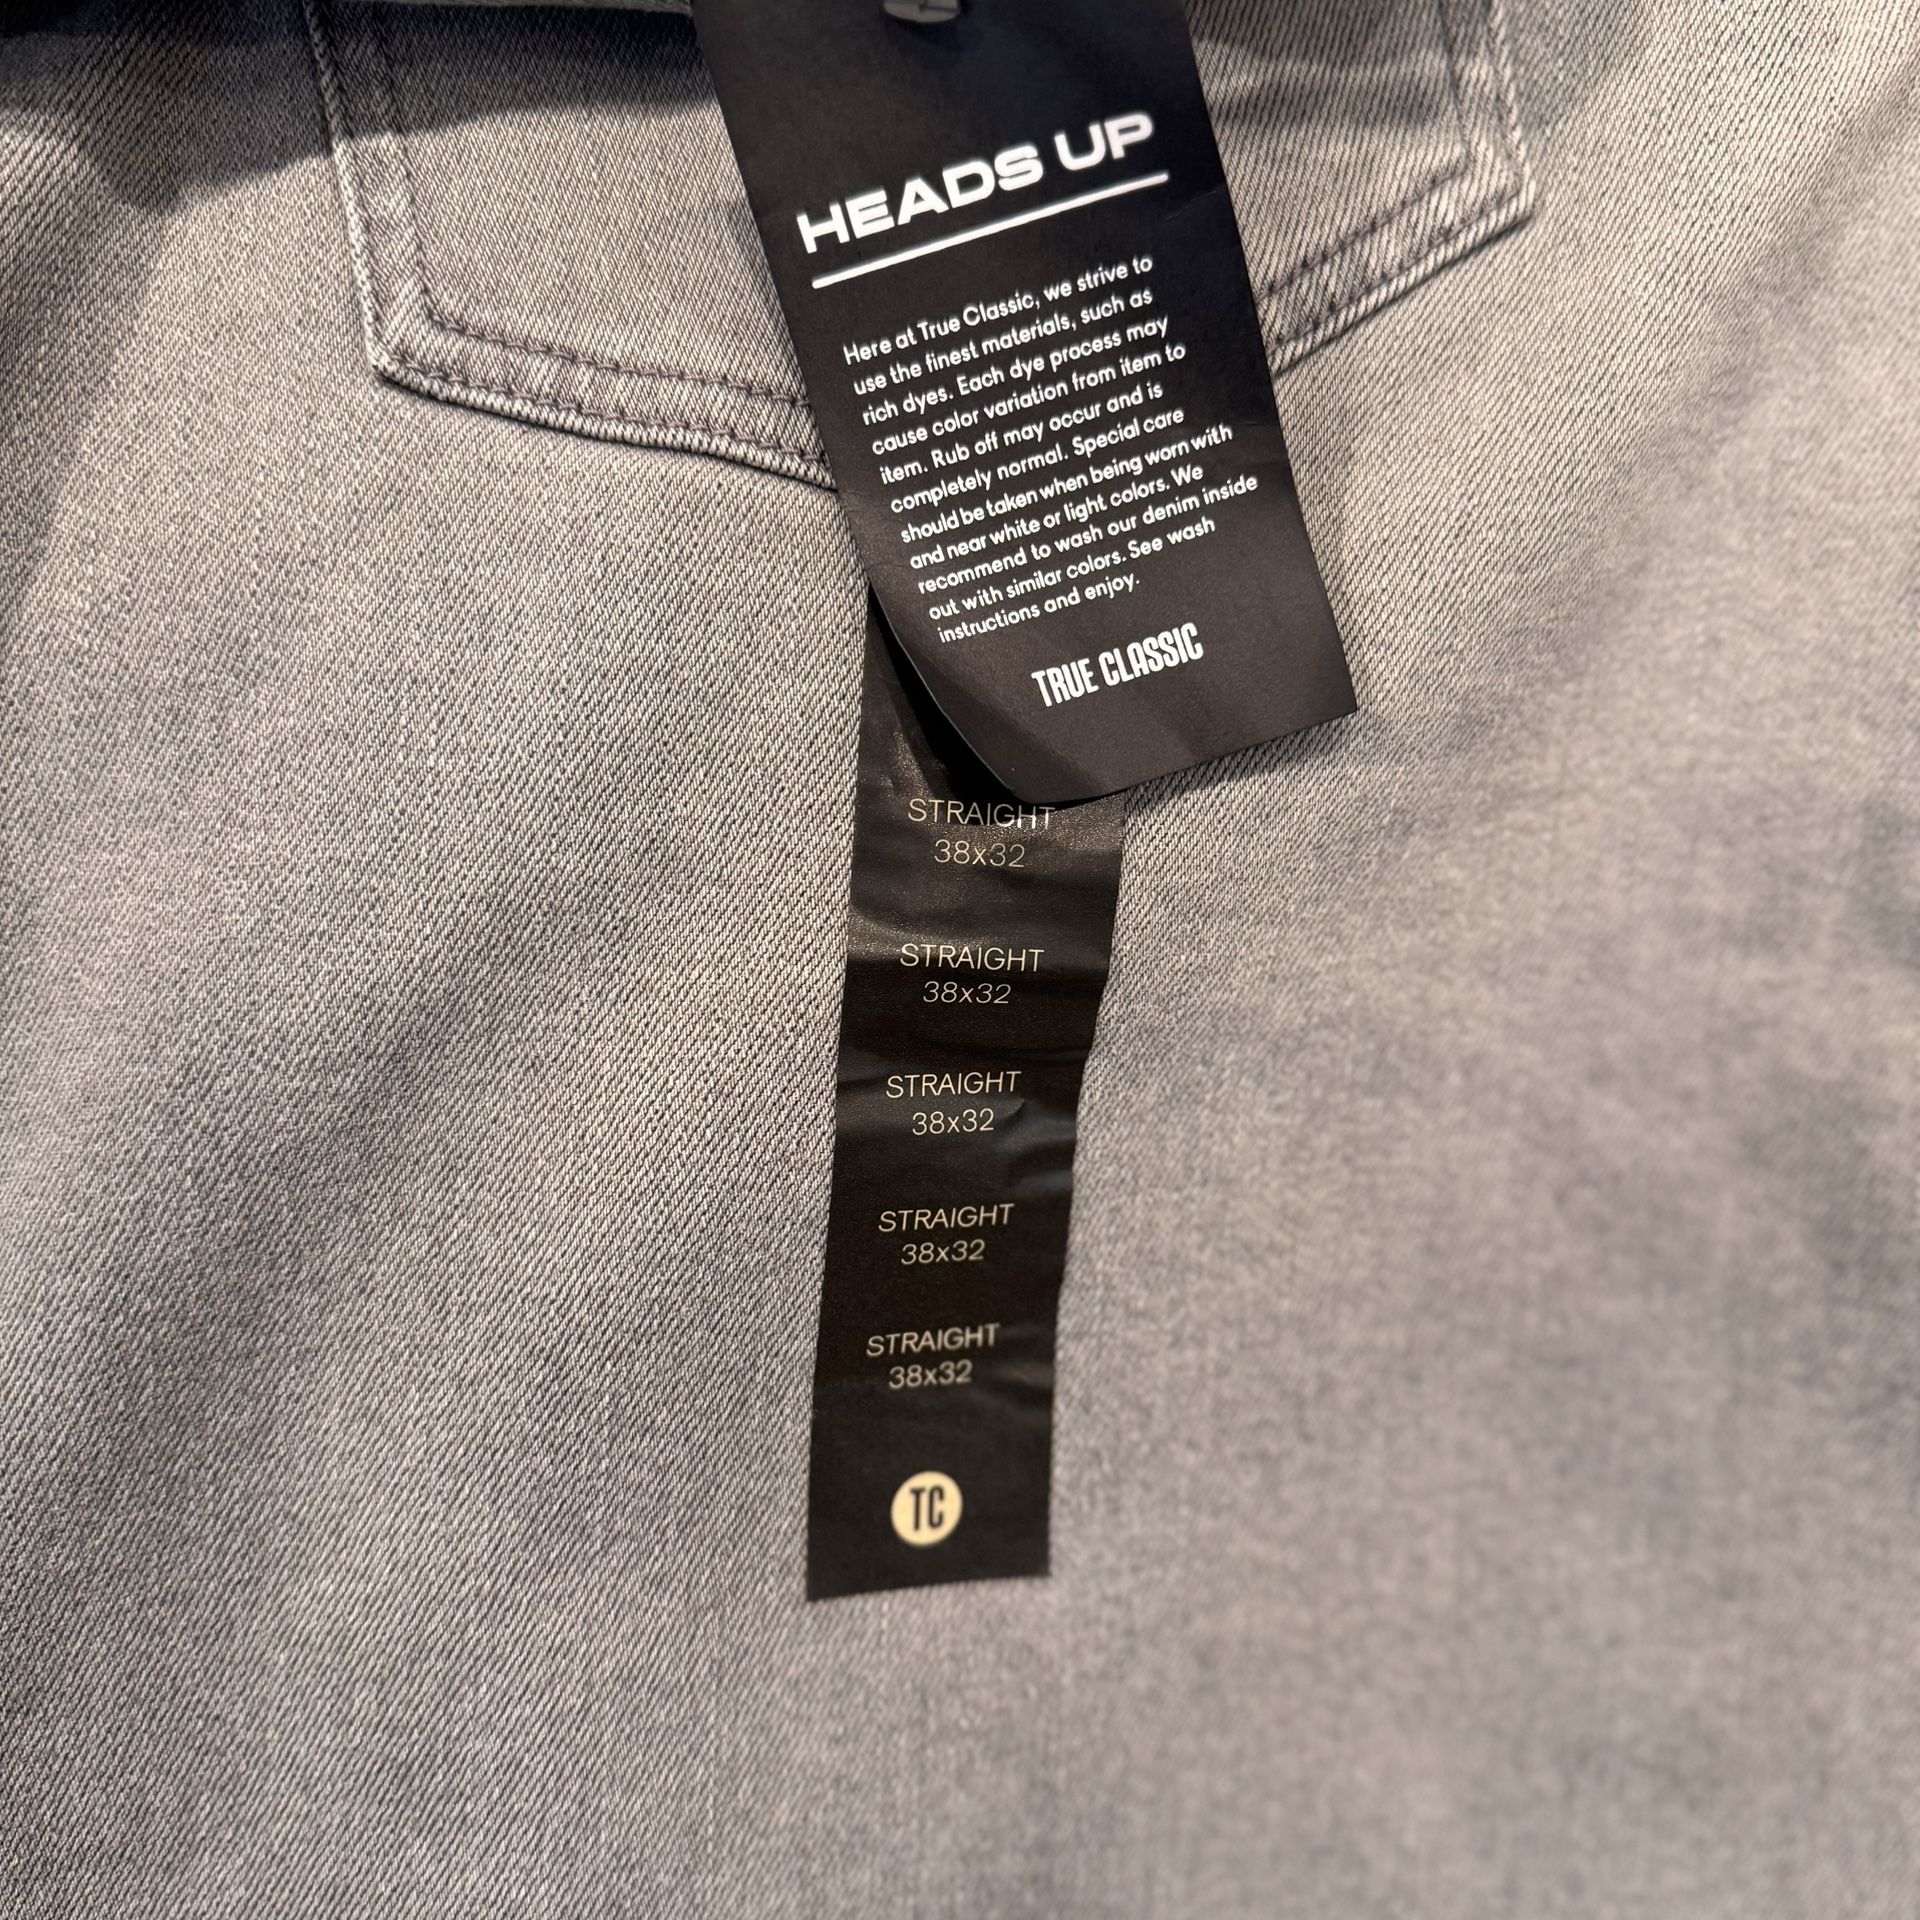 HEADS UP
Here at True Classic, we strive to
use the finest materials, such as
rich dyes. Each dye process may
cause color variation from item to
item. Rub off may occur and is
completely normal. Special care
should be taken when being worn with
and near white or light colors. We
recommend to wash our denim inside
out with similar colors. See wash
instructions and enjoy.
TRUE CLASSIC
STRAIGHT
38x32
STRAIGHT
38x32
STRAIGHT
38x32
STRAIGHT
38x32
STRAIGHT
38x32
TC